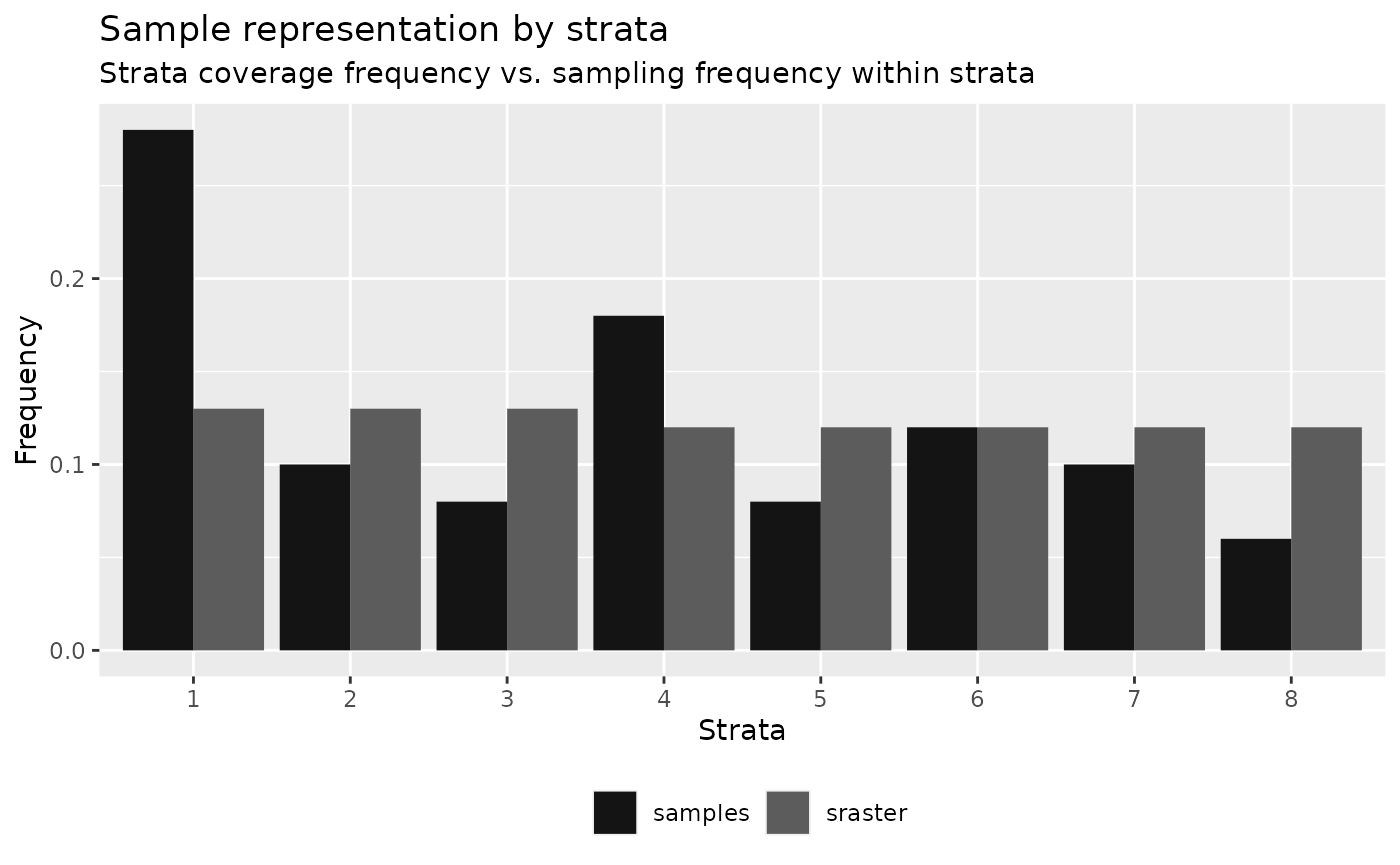 Sample representation by strata
Strata coverage frequency vs. sampling frequency within strata
Frequency
0.2
0.1
0.0
1 2 3 4 5 6 7 8
Strata
samples sraster